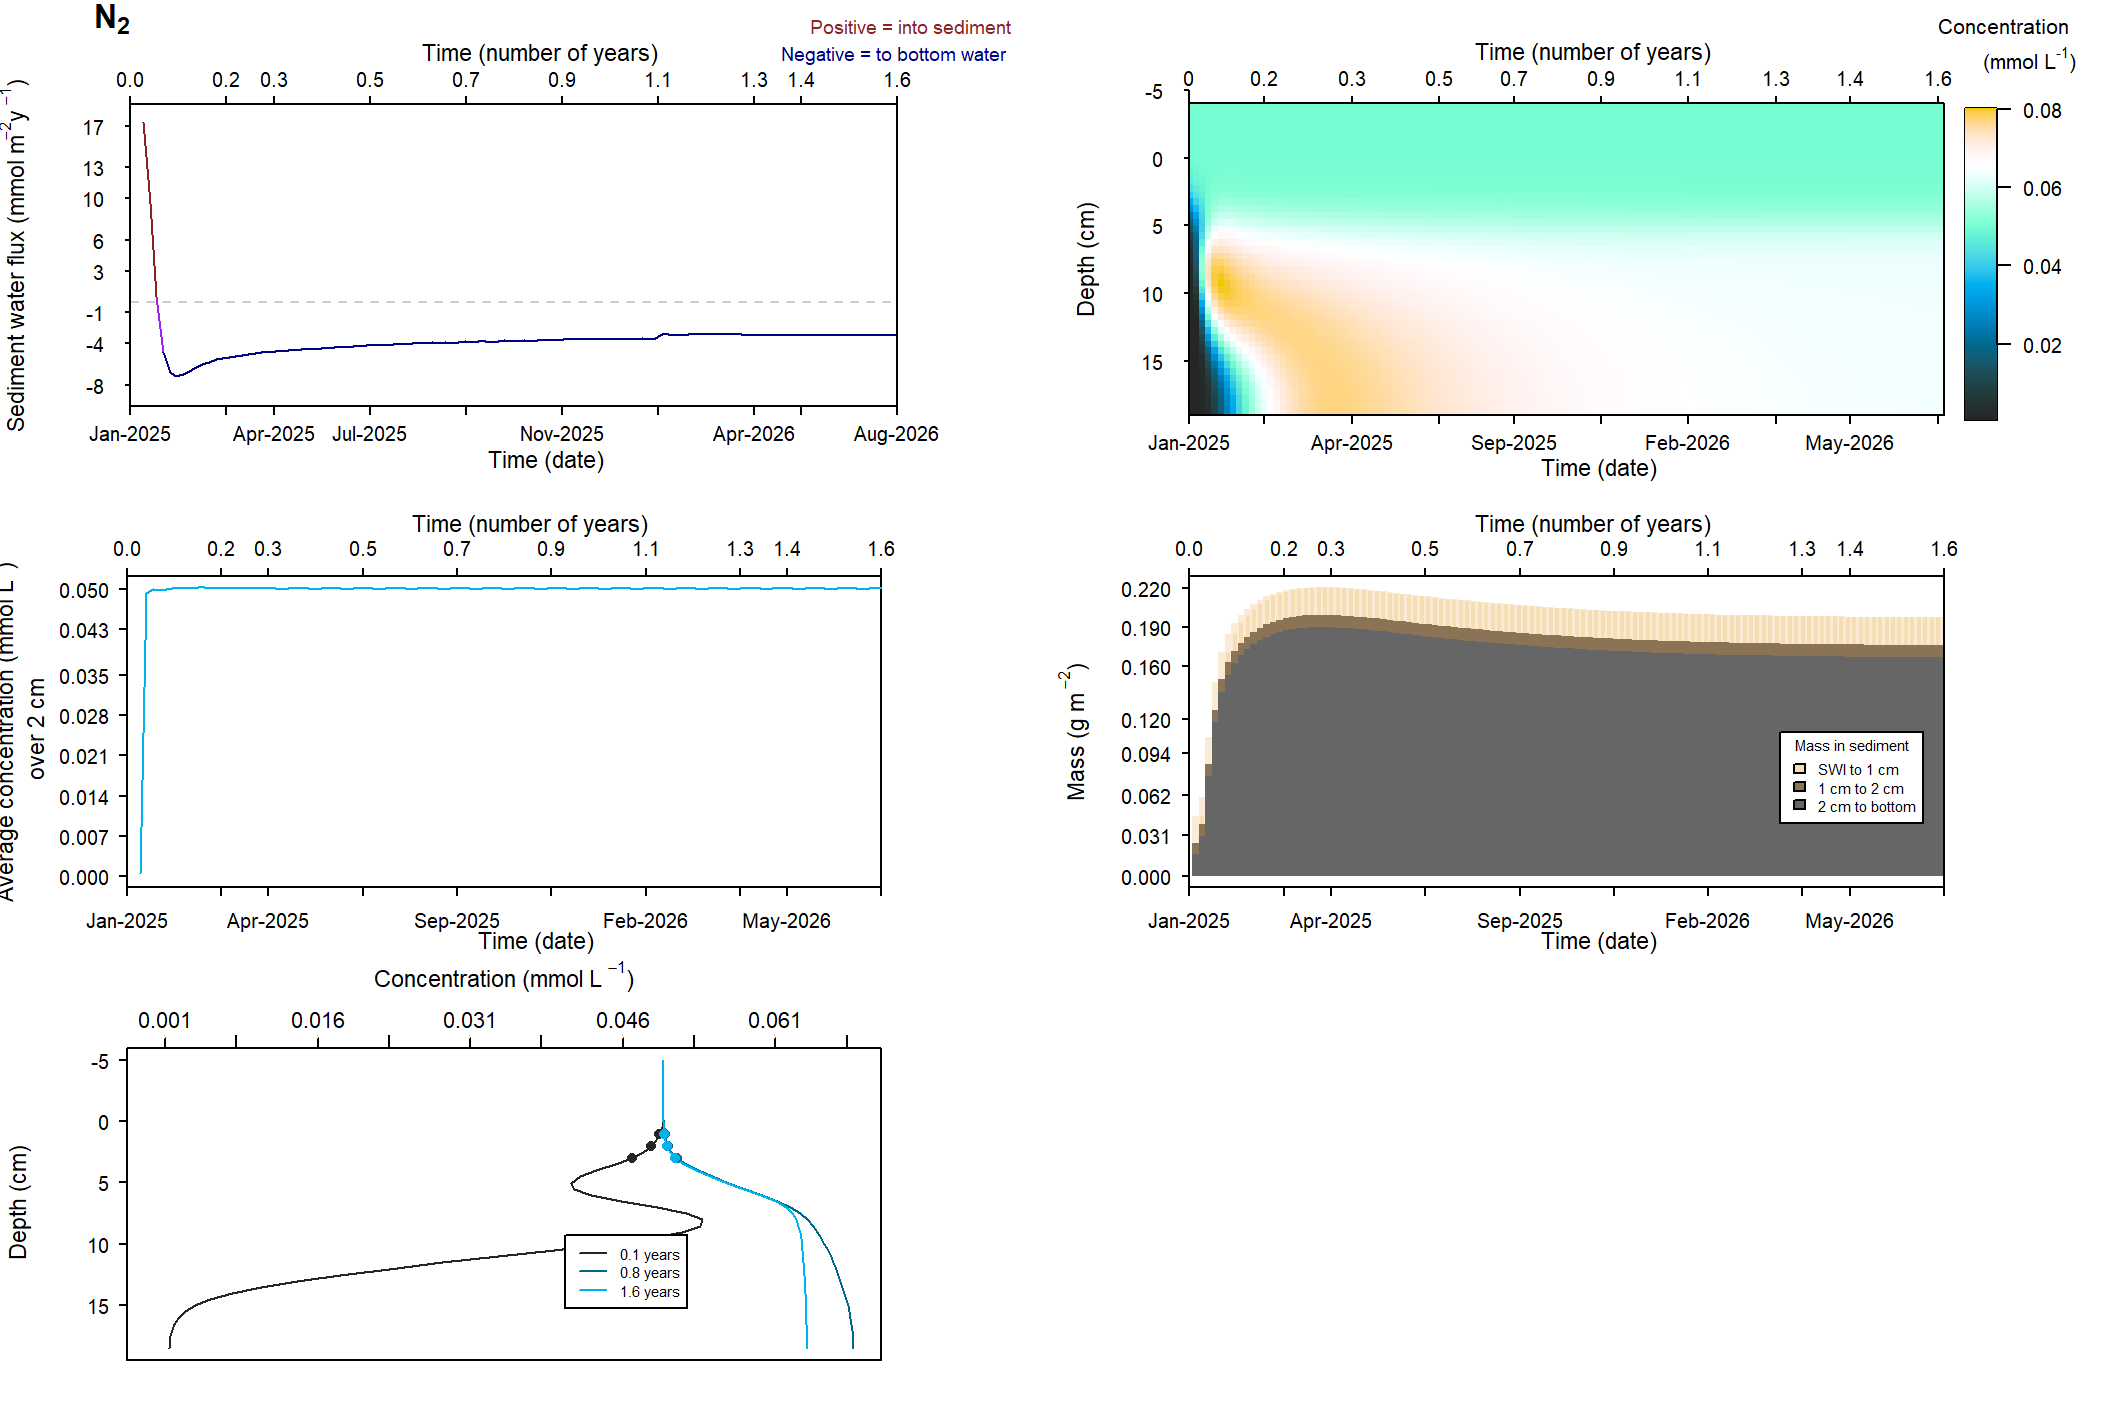 N2
Positive = into sediment
Negative = to bottom water
Time (number of years)
0.0 0.2 0.3 0.5 0.7 0.9 1.1 1.3 1.4 1.6
Sediment water flux (mmol m−2y−1)
17
13
10
6
3
-1
-4
-8
Jan-2025 Apr-2025 Jul-2025 Nov-2025 Apr-2026 Aug-2026
Time (date)
Concentration
(mmol L-1)
Time (number of years)
0 0.2 0.3 0.5 0.7 0.9 1.1 1.3 1.4 1.6
Depth (cm)
-5
0
5
10
15
0.08
0.06
0.04
0.02
Jan-2025 Apr-2025 Sep-2025 Feb-2026 May-2026
Time (date)
Time (number of years)
0.0 0.2 0.3 0.5 0.7 0.9 1.1 1.3 1.4 1.6
Average concentration (mmol L )
over 2 cm
0.050
0.043
0.035
0.028
0.021
0.014
0.007
0.000
Jan-2025 Apr-2025 Sep-2025 Feb-2026 May-2026
Time (date)
Time (number of years)
0.0 0.2 0.3 0.5 0.7 0.9 1.1 1.3 1.4 1.6
Mass (g m−2)
0.220
0.190
0.160
0.120
0.094
0.062
0.031
0.000
Mass in sediment
SWI to 1 cm
1 cm to 2 cm
2 cm to bottom
Jan-2025 Apr-2025 Sep-2025 Feb-2026 May-2026
Time (date)
Concentration (mmol L −1)
0.001 0.016 0.031 0.046 0.061
Depth (cm)
-5
0
5
10
15
0.1 years
0.8 years
1.6 years